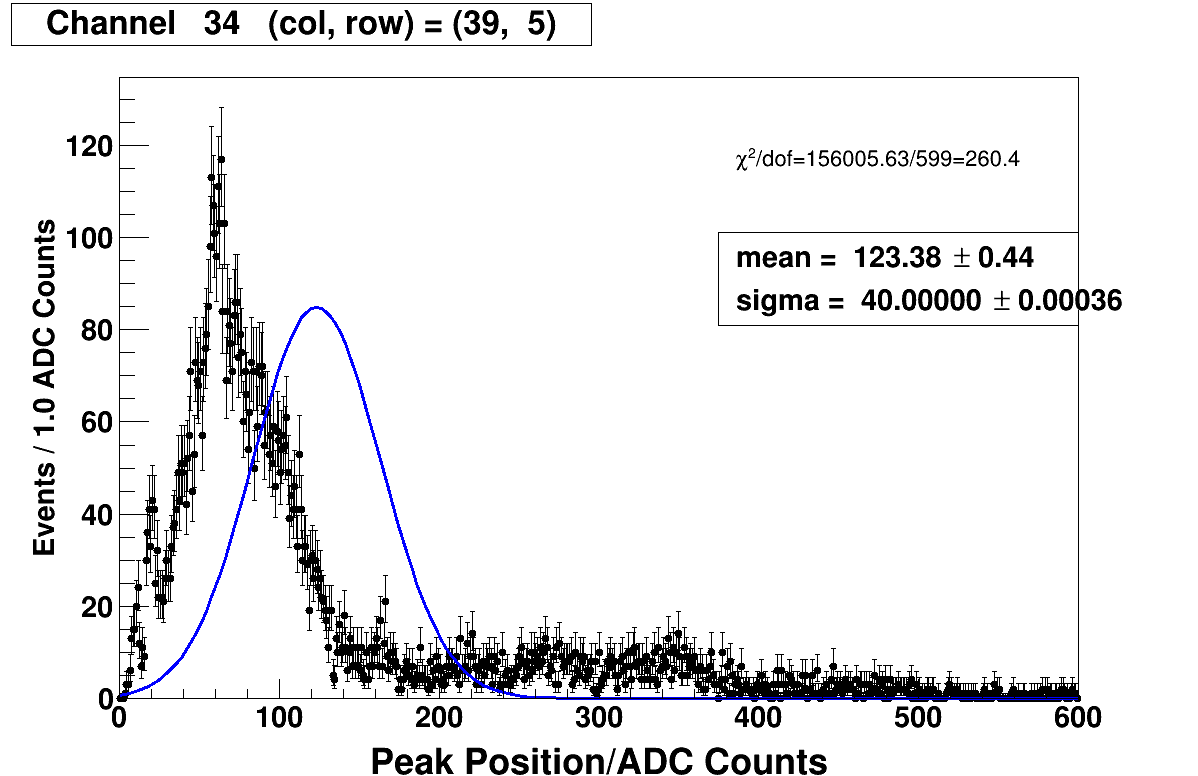 Channel 34 (col, row) = (39, 5)
120
100
80
60
40
20
0
Events / 1.0 ADC Counts
χ²/dof=156005.63/599=260.4
mean = 123.38 ± 0.44
sigma = 40.00000 ± 0.00036
0 100 200 300 400 500 600
Peak Position/ADC Counts